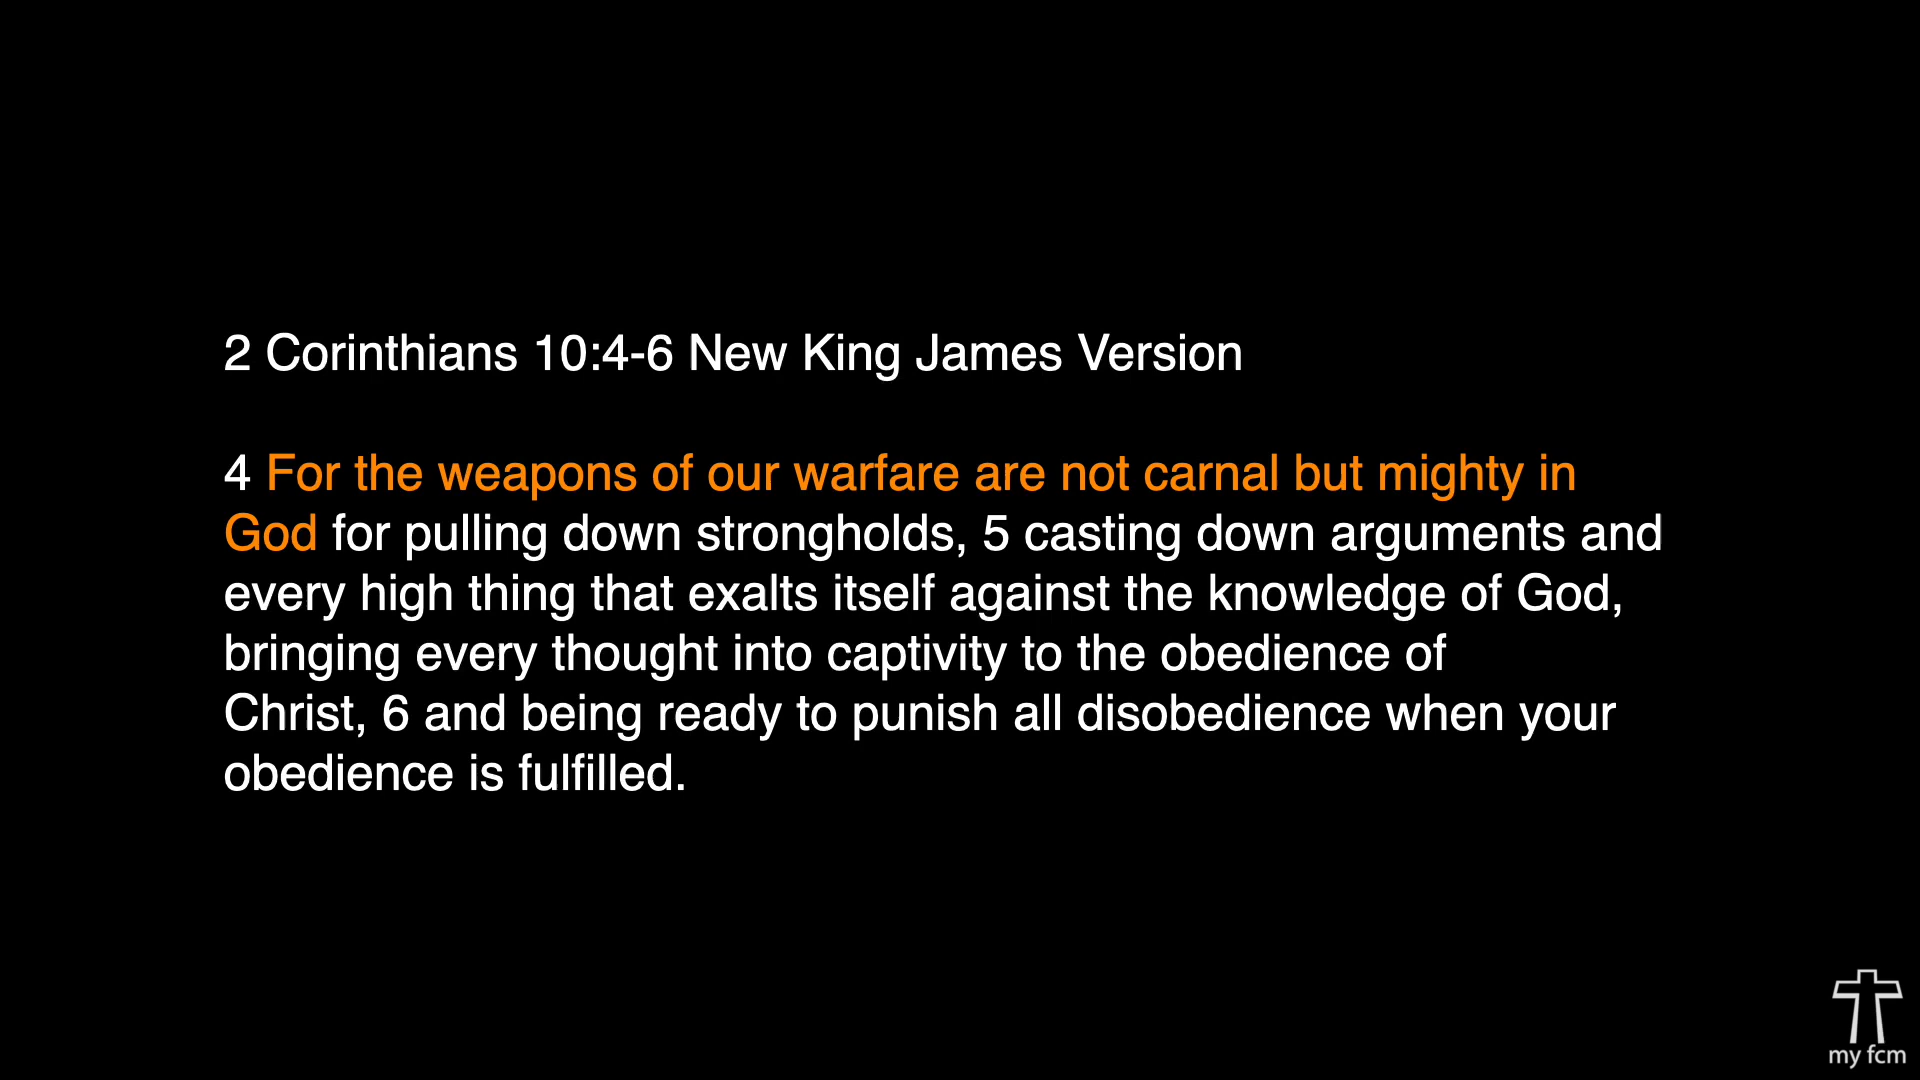 2 Corinthians 10:4-6 New King James Version
4 For the weapons of our warfare are not carnal but mighty in
God for pulling down strongholds, 5 casting down arguments and
every high thing that exalts itself against the knowledge of God,
bringing every thought into captivity to the obedience of
Christ, 6 and being ready to punish all disobedience when your
obedience is fulfilled.
my fcm